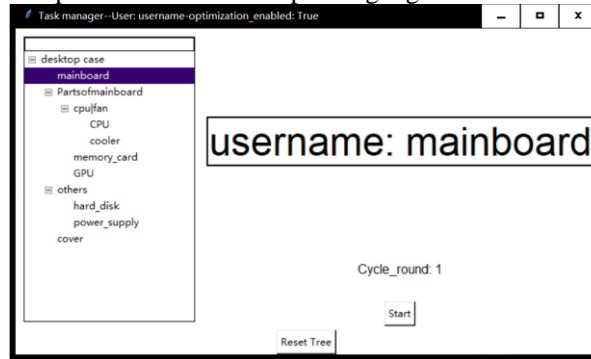 Task manager--User: username-optimization_enabled: True
desktop case
mainboard
Partsofmainboard
cpu|fan
CPU
cooler
memory_card
GPU
others
hard_disk
power_supply
cover
username: mainboard
Cycle_round: 1
Start
Reset Tree